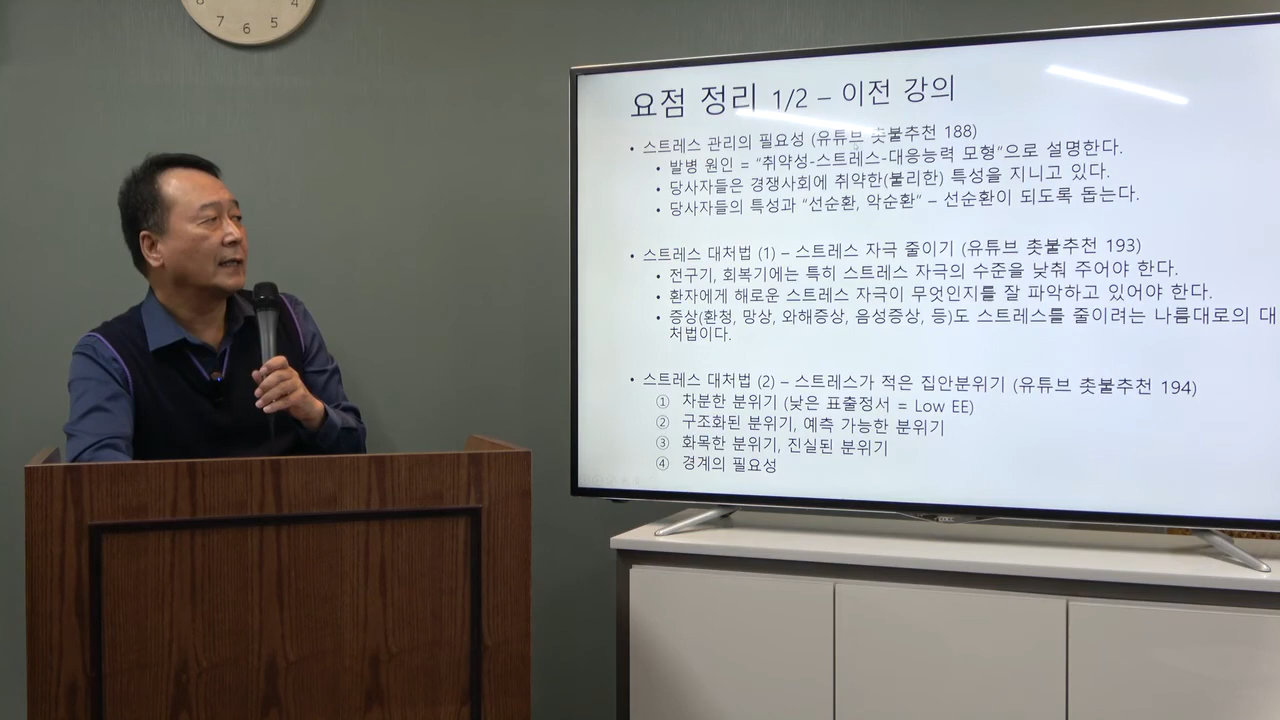 8 7 6 5 4
요점 정리 1/2 – 이전 강의
• 스트레스 관리의 필요성 (유튜브 촛불추천 188)
• 발병 원인 = “취약성-스트레스-대응능력 모형”으로 설명한다.
• 당사자들은 경쟁사회에 취약한(불리한) 특성을 지니고 있다.
• 당사자들의 특성과 “선순환, 악순환” – 선순환이 되도록 돕는다.
• 스트레스 대처법 (1) – 스트레스 자극 줄이기 (유튜브 촛불추천 193)
• 전구기, 회복기에는 특히 스트레스 자극의 수준을 낮춰 주어야 한다.
• 환자에게 해로운 스트레스 자극이 무엇인지를 잘 파악하고 있어야 한다.
• 증상(환청, 망상, 와해증상, 음성증상, 등)도 스트레스를 줄이려는 나름대로의 대
처법이다.
• 스트레스 대처법 (2) – 스트레스가 적은 집안분위기 (유튜브 촛불추천 194)
① 차분한 분위기 (낮은 표출정서 = Low EE)
② 구조화된 분위기, 예측 가능한 분위기
③ 화목한 분위기, 진실된 분위기
④ 경계의 필요성